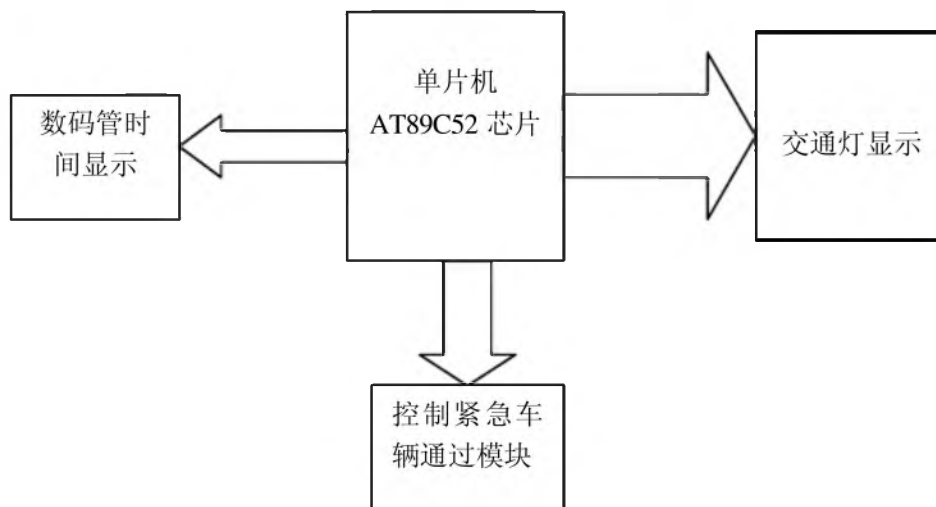 单片机
AT89C52 芯片
数码管时
间显示
交通灯显示
控制紧急车
辆通过模块